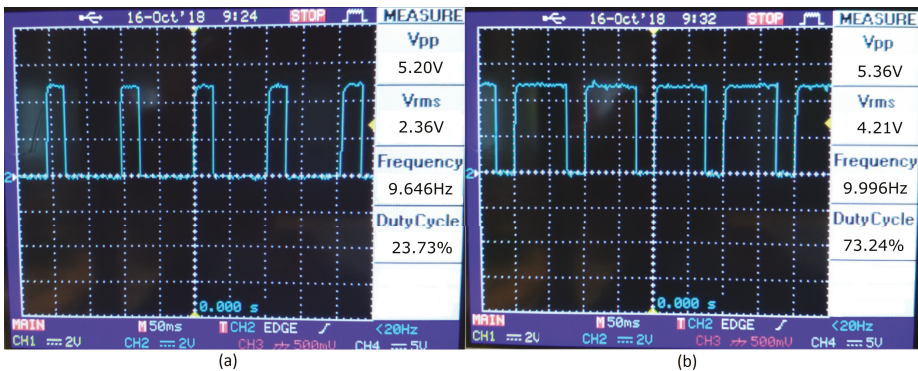 16-Oct'18 9:24 STOP MEASURE
Vpp
5.20V
Vrms
2.36V
Frequency
9.646Hz
DutyCycle
23.73%
2
0.000 s
MAIN M 50ms T CH2 EDGE <20Hz
CH1 2V CH2 2V CH3 500mV CH4 5V
(a)
16-Oct'18 9:32 STOP MEASURE
Vpp
5.36V
Vrms
4.21V
Frequency
9.996Hz
DutyCycle
73.24%
2
0.000 s
MAIN M 50ms T CH2 EDGE <20Hz
CH1 2V CH2 2V CH3 500mV CH4 5V
(b)